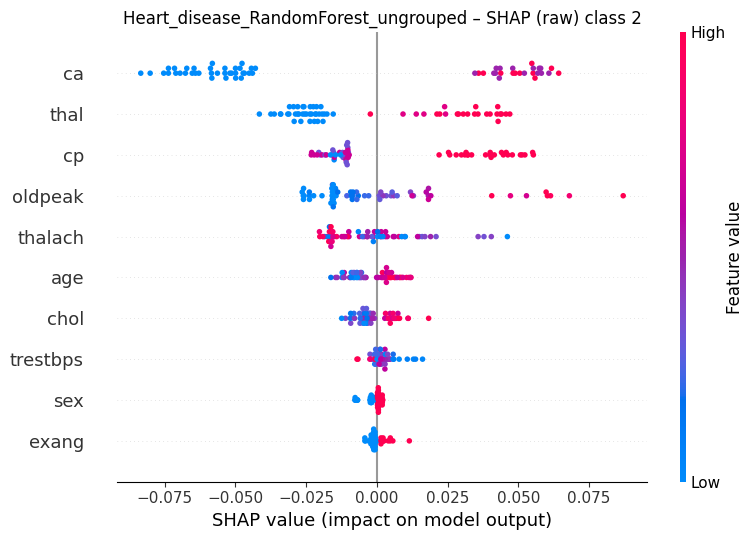 Heart_disease_RandomForest_ungrouped – SHAP (raw) class 2
High
ca
thal
cp
oldpeak
thalach
age
chol
trestbps
sex
exang
Feature value
Low
−0.075 −0.050 −0.025 0.000 0.025 0.050 0.075
SHAP value (impact on model output)